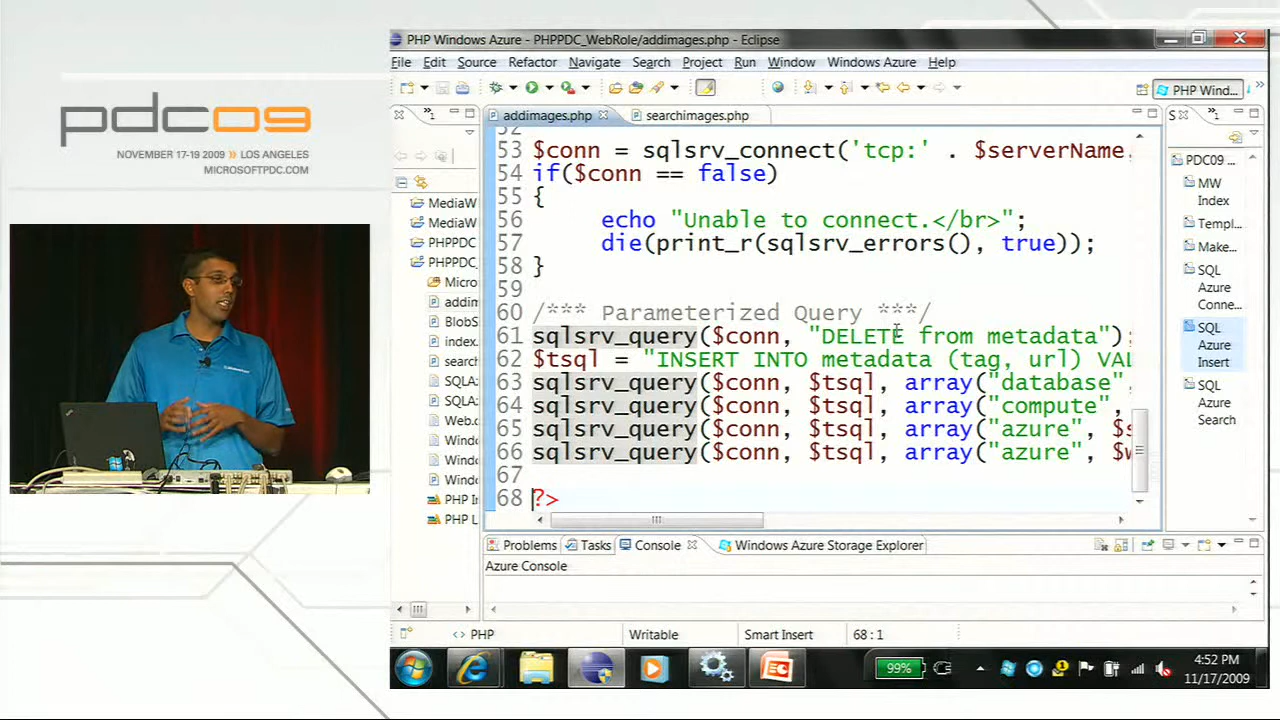 pdc09
NOVEMBER 17-19 2009 >> LOS ANGELES
MICROSOFTPDC.COM
PHP Windows Azure - PHPPDC_WebRole/addimages.php - Eclipse
File Edit Source Refactor Navigate Search Project Run Window Windows Azure Help
PHP Wind...
addimages.php
searchimages.php
52
53 $conn = sqlsrv_connect('tcp:' . $serverName,
54 if($conn == false)
55 {
56 echo "Unable to connect.</br>";
57 die(print_r(sqlsrv_errors(), true));
58 }
59
60 /*** Parameterized Query ***/
61 sqlsrv_query($conn, "DELETE from metadata");
62 $tsql = "INSERT INTO metadata (tag, url) VAL
63 sqlsrv_query($conn, $tsql, array("database",
64 sqlsrv_query($conn, $tsql, array("compute",
65 sqlsrv_query($conn, $tsql, array("azure", $s
66 sqlsrv_query($conn, $tsql, array("azure", $w
67
68 ?>
MediaW
MediaW
PHPPDC
PHPPDC_
Micro
addim
BlobS
index.
search
SQLA
SQLA
Web.c
Windo
Windo
Windo
PHP In
PHP L
S
PDC09 ...
MW
Index
Templ...
Make...
SQL
Azure
Conne...
SQL
Azure
Insert
SQL
Azure
Search
Problems Tasks Console Windows Azure Storage Explorer
Azure Console
PHP Writable Smart Insert 68 : 1
99%
4:52 PM
11/17/2009